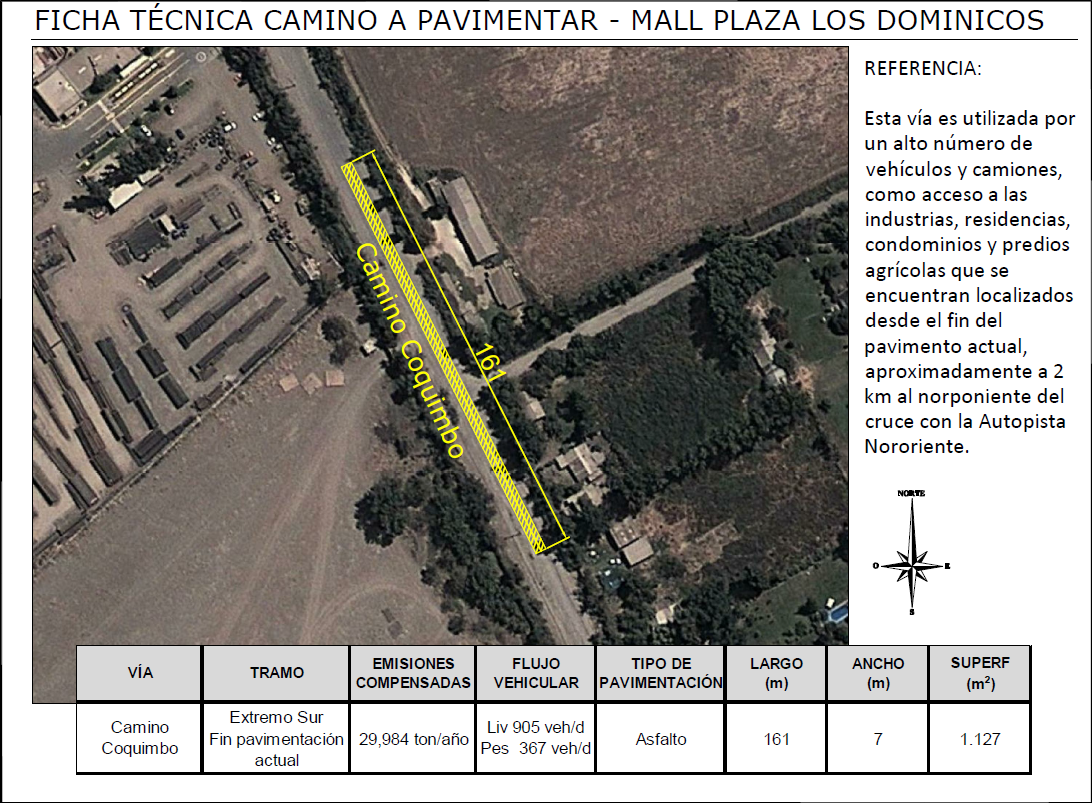 FICHA TÉCNICA CAMINO A PAVIMENTAR - MALL PLAZA LOS DOMINICOS
REFERENCIA:
Esta vía es utilizada por
un alto número de
vehículos y camiones,
como acceso a las
industrias, residencias,
condominios y predios
agrícolas que se
encuentran localizados
desde el fin del
pavimento actual,
aproximadamente a 2
km al norponiente del
cruce con la Autopista
Nororiente.
Camino Coquimbo
161
NORTE
O
E
S
VÍA
TRAMO
EMISIONES
COMPENSADAS
FLUJO
VEHICULAR
TIPO DE
PAVIMENTACIÓN
LARGO
(m)
ANCHO
(m)
SUPERF
(m²)
Camino
Coquimbo
Extremo Sur
Fin pavimentación
actual
29,984 ton/año
Liv 905 veh/d
Pes 367 veh/d
Asfalto
161
7
1.127